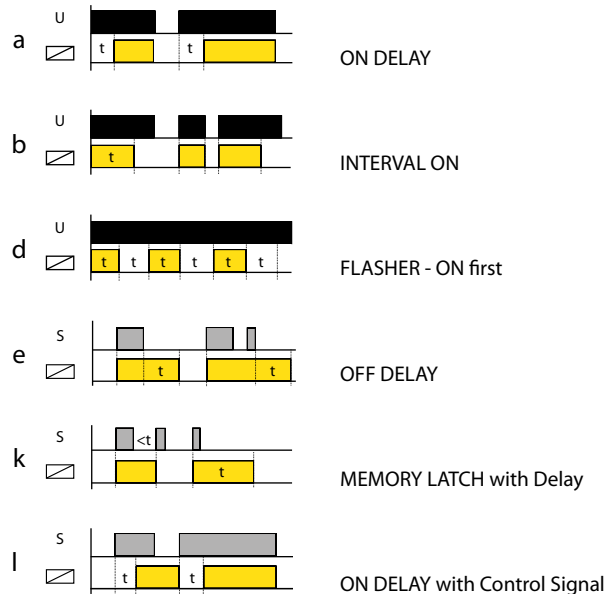 U
a t t ON DELAY
U
b t INTERVAL ON
U
d t t t t t t FLASHER - ON first
S
e t t OFF DELAY
S
<t
k t MEMORY LATCH with Delay
S
l t t ON DELAY with Control Signal